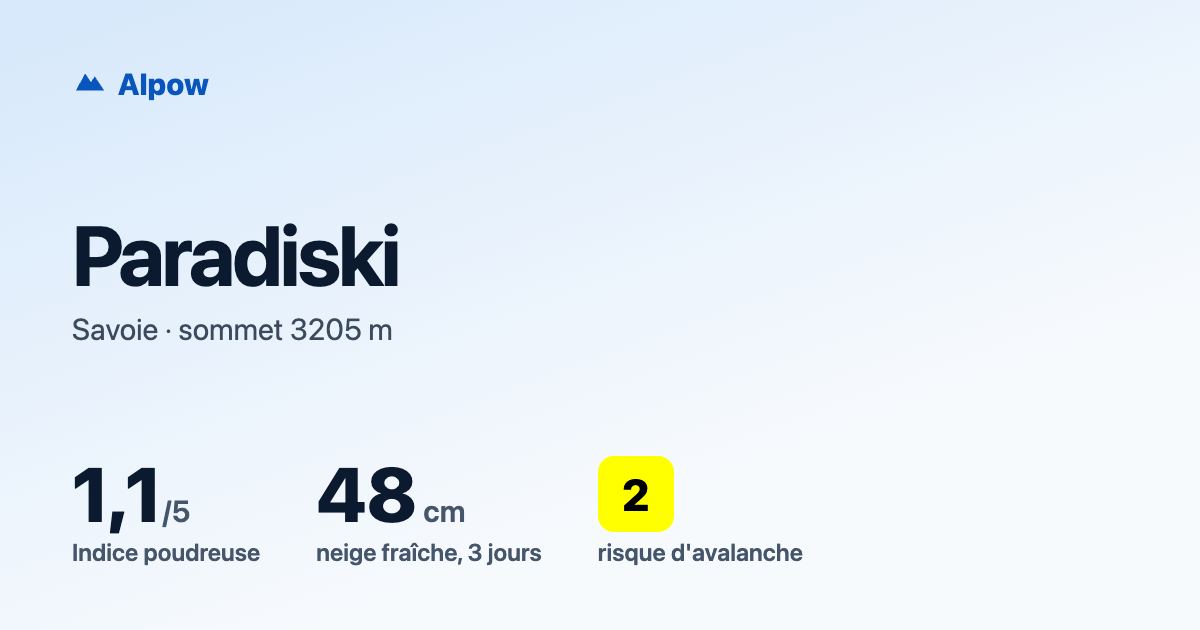 Alpow
Paradiski
Savoie · sommet 3205 m
1,1/5
Indice poudreuse
48 cm
neige fraîche, 3 jours
2
risque d'avalanche